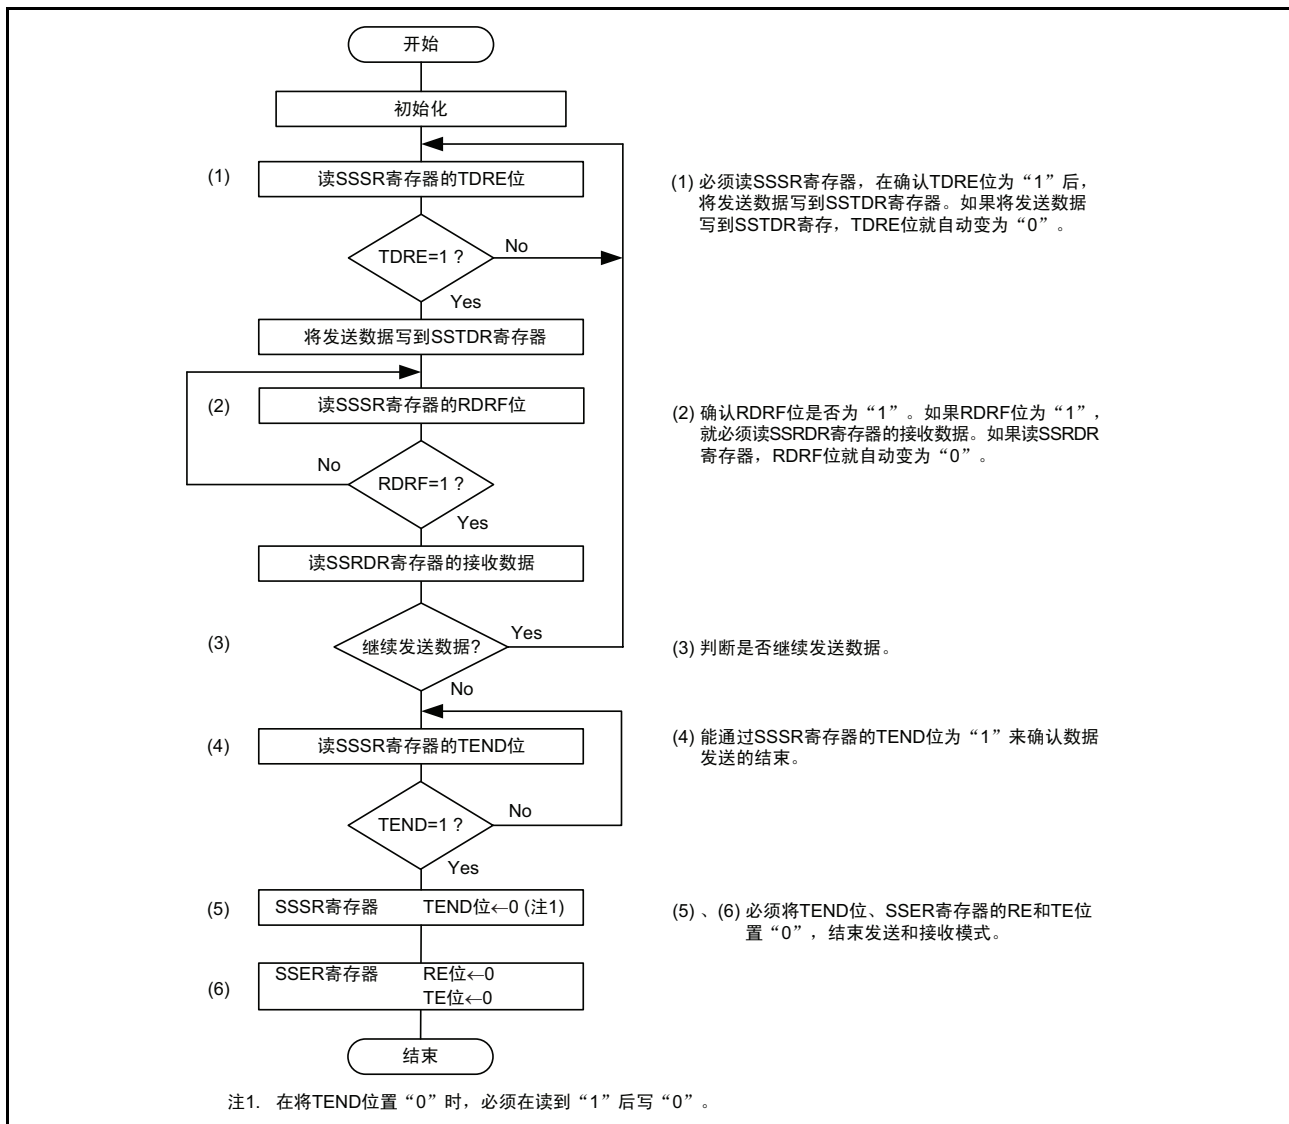 开始
初始化
(1)
读SSSR寄存器的TDRE位
TDRE=1 ?
No
Yes
将发送数据写到SSTDR寄存器
(2)
读SSSR寄存器的RDRF位
No
RDRF=1 ?
Yes
读SSRDR寄存器的接收数据
(3)
继续发送数据?
Yes
No
(4)
读SSSR寄存器的TEND位
TEND=1 ?
No
Yes
(5)
SSSR寄存器 TEND位←0 (注1)
(6)
SSER寄存器 RE位←0
TE位←0
结束
(1) 必须读SSSR寄存器，在确认TDRE位为“1”后，
将发送数据写到SSTDR寄存器。如果将发送数据
写到SSTDR寄存，TDRE位就自动变为“0”。
(2) 确认RDRF位是否为“1”。如果RDRF位为“1”，
就必须读SSRDR寄存器的接收数据。如果读SSRDR
寄存器，RDRF位就自动变为“0”。
(3) 判断是否继续发送数据。
(4) 能通过SSSR寄存器的TEND位为“1”来确认数据
发送的结束。
(5) 、(6) 必须将TEND位、SSER寄存器的RE和TE位
置“0”，结束发送和接收模式。
注1. 在将TEND位置“0”时，必须在读到“1”后写“0”。